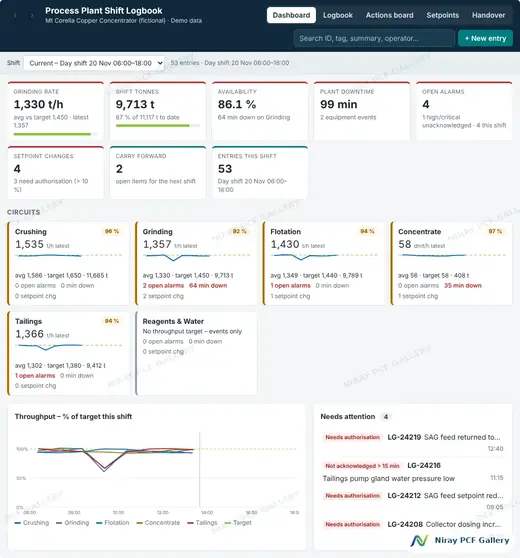 Process Plant Shift Logbook
Mt Corella Copper Concentrator (fictional) · Demo data
Dashboard
Logbook
Actions board
Setpoints
Handover
Search ID, tag, summary, operator...
+ New entry
Shift
Current – Day shift 20 Nov 06:00–18:00
53 entries · Day shift 20 Nov 06:00–18:00
GRINDING RATE
1,330 t/h
avg vs target 1,450 · latest
1,357
SHIFT TONNES
9,713 t
87 % of 11,117 t to date
AVAILABILITY
86.1 %
64 min down on Grinding
PLANT DOWNTIME
99 min
2 equipment events
OPEN ALARMS
4
1 high/critical
unacknowledged · 4 this shift
SETPOINT CHANGES
4
3 need authorisation (> 10
%)
CARRY FORWARD
2
open items for the next shift
ENTRIES THIS SHIFT
53
Day shift 20 Nov 06:00–
18:00
CIRCUITS
Crushing
96 %
1,535 t/h latest
avg 1,586 · target 1,650 · 11,665 t
0 open alarms 0 min down
0 setpoint chg
Grinding
92 %
1,357 t/h latest
avg 1,330 · target 1,450 · 9,713 t
2 open alarms 64 min down
2 setpoint chg
Flotation
94 %
1,430 t/h latest
avg 1,349 · target 1,440 · 9,789 t
1 open alarms 0 min down
1 setpoint chg
Concentrate
97 %
58 dmt/h latest
avg 56 · target 58 · 408 t
0 open alarms 35 min down
1 setpoint chg
Tailings
94 %
1,366 t/h latest
avg 1,302 · target 1,380 · 9,412 t
1 open alarms 0 min down
0 setpoint chg
Reagents & Water
No throughput target – events only
0 open alarms 0 min down
0 setpoint chg
Throughput – % of target this shift
100%
50%
0%
06:00
08:00
10:00
12:00
14:00
16:00
18:0
Crushing
Grinding
Flotation
Concentrate
Tailings
Target
Needs attention 4
Needs authorisation LG-24219 SAG feed returned to...
12:40
Not acknowledged > 15 min LG-24216
Tailings pump gland water pressure low 11:15
Needs authorisation LG-24212 SAG feed setpoint red...
09:05
Needs authorisation LG-24208 Collector dosing incr...
Niray PCF Gallery
NIRAY PCF GALLERY